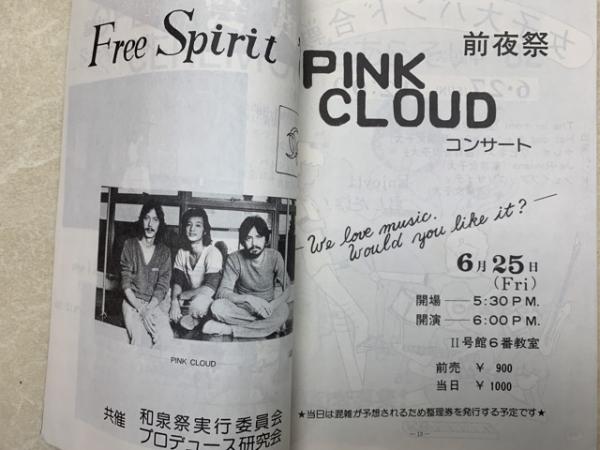 Free Spirit
PINK CLOUD
共催 和泉祭実行委員会
プロデュース研究会
前夜祭
PINK
CLOUD
コンサート
—We love music.
Would you like it?—
6月25日
(Fri)
開場—5:30PM.
開演—6:00PM.
II号館6番教室
前売 ¥ 900
当日 ¥ 1000
★当日は混雑が予想されるため整理券を発行する予定です★
—13—